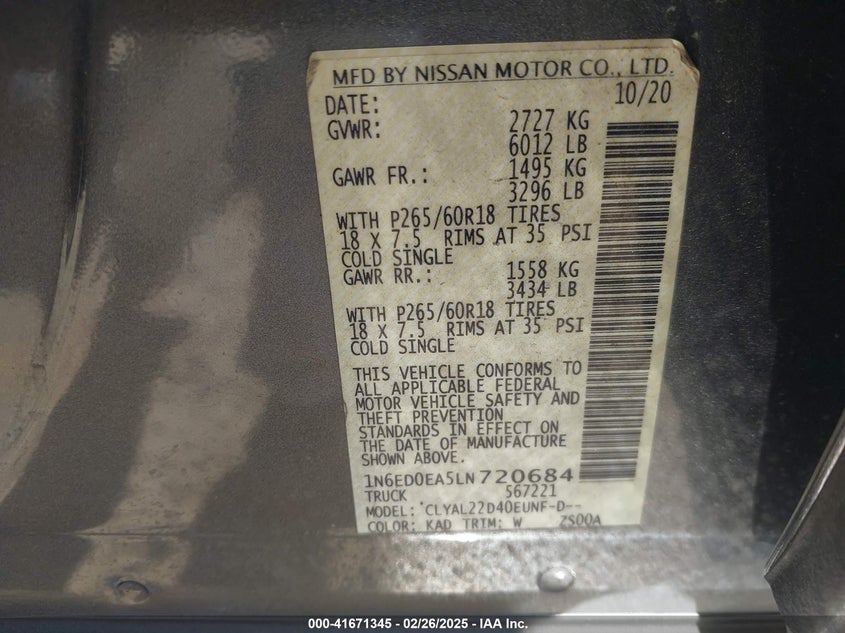 MFD BY NISSAN MOTOR CO., LTD.
DATE: 10/20
GVWR: 2727 KG
6012 LB
GAWR FR.: 1495 KG
3296 LB
WITH P265/60R18 TIRES
18 X 7.5 RIMS AT 35 PSI
COLD SINGLE
GAWR RR.: 1558 KG
3434 LB
WITH P265/60R18 TIRES
18 X 7.5 RIMS AT 35 PSI
COLD SINGLE
THIS VEHICLE CONFORMS TO
ALL APPLICABLE FEDERAL
MOTOR VEHICLE SAFETY AND
THEFT PREVENTION
STANDARDS IN EFFECT ON
THE DATE OF MANUFACTURE
SHOWN ABOVE.
1N6ED0EA5LN720684
TRUCK 567221
MODEL: CLYAL22D40EUNF-D--
COLOR: KAD TRIM: W ZS00A
000-41671345 - 02/26/2025 - IAA Inc.